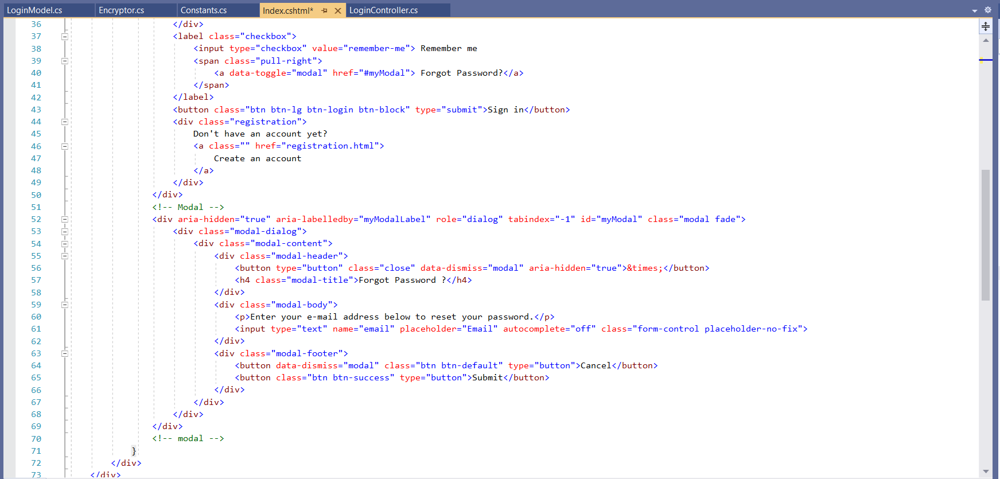 LoginModel.cs Encryptor.cs Constants.cs Index.cshtml* LoginController.cs
36 </div>
37 <label class="checkbox">
38 <input type="checkbox" value="remember-me"> Remember me
39 <span class="pull-right">
40 <a data-toggle="modal" href="#myModal"> Forgot Password?</a>
41 </span>
42 </label>
43 <button class="btn btn-lg btn-login btn-block" type="submit">Sign in</button>
44 <div class="registration">
45 Don't have an account yet?
46 <a class="" href="registration.html">
47 Create an account
48 </a>
49 </div>
50 </div>
51 <!-- Modal -->
52 <div aria-hidden="true" aria-labelledby="myModalLabel" role="dialog" tabindex="-1" id="myModal" class="modal fade">
53 <div class="modal-dialog">
54 <div class="modal-content">
55 <div class="modal-header">
56 <button type="button" class="close" data-dismiss="modal" aria-hidden="true">&times;</button>
57 <h4 class="modal-title">Forgot Password ?</h4>
58 </div>
59 <div class="modal-body">
60 <p>Enter your e-mail address below to reset your password.</p>
61 <input type="text" name="email" placeholder="Email" autocomplete="off" class="form-control placeholder-no-fix">
62 </div>
63 <div class="modal-footer">
64 <button data-dismiss="modal" class="btn btn-default" type="button">Cancel</button>
65 <button class="btn btn-success" type="button">Submit</button>
66 </div>
67 </div>
68 </div>
69 </div>
70 <!-- modal -->
71 }
72 </div>
73 </div>